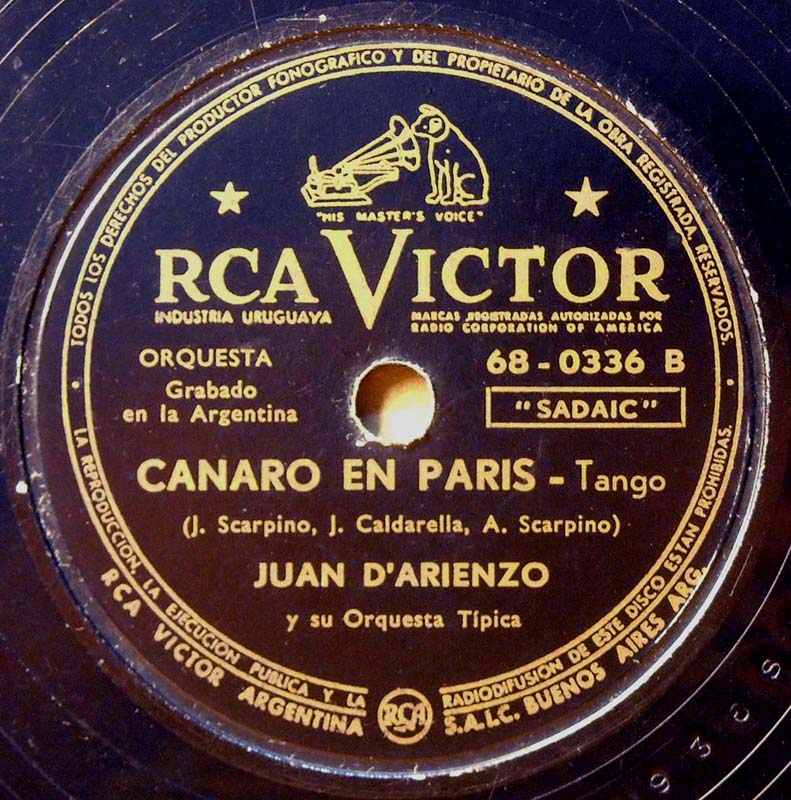 TODOS LOS DERECHOS DEL PRODUCTOR FONOGRAFICO Y DEL PROPIETARIO DE LA OBRA REGISTRADA, RESERVADOS.
"HIS MASTER'S VOICE"
RCA VICTOR
INDUSTRIA URUGUAYA
MARCAS REGISTRADAS AUTORIZADAS POR
RADIO CORPORATION OF AMERICA
ORQUESTA
68-0336 B
Grabado
en la Argentina
"SADAIC"
CANARO EN PARIS - Tango
(J. Scarpino, J. Caldarella, A. Scarpino)
JUAN D'ARIENZO
y su Orquesta Típica
LA REPRODUCCION, LA EJECUCION PUBLICA Y LA RADIODIFUSION DE ESTE DISCO ESTAN PROHIBIDAS.
RCA VICTOR ARGENTINA S.A.I.C. BUENOS AIRES ARG.
RCA
930S